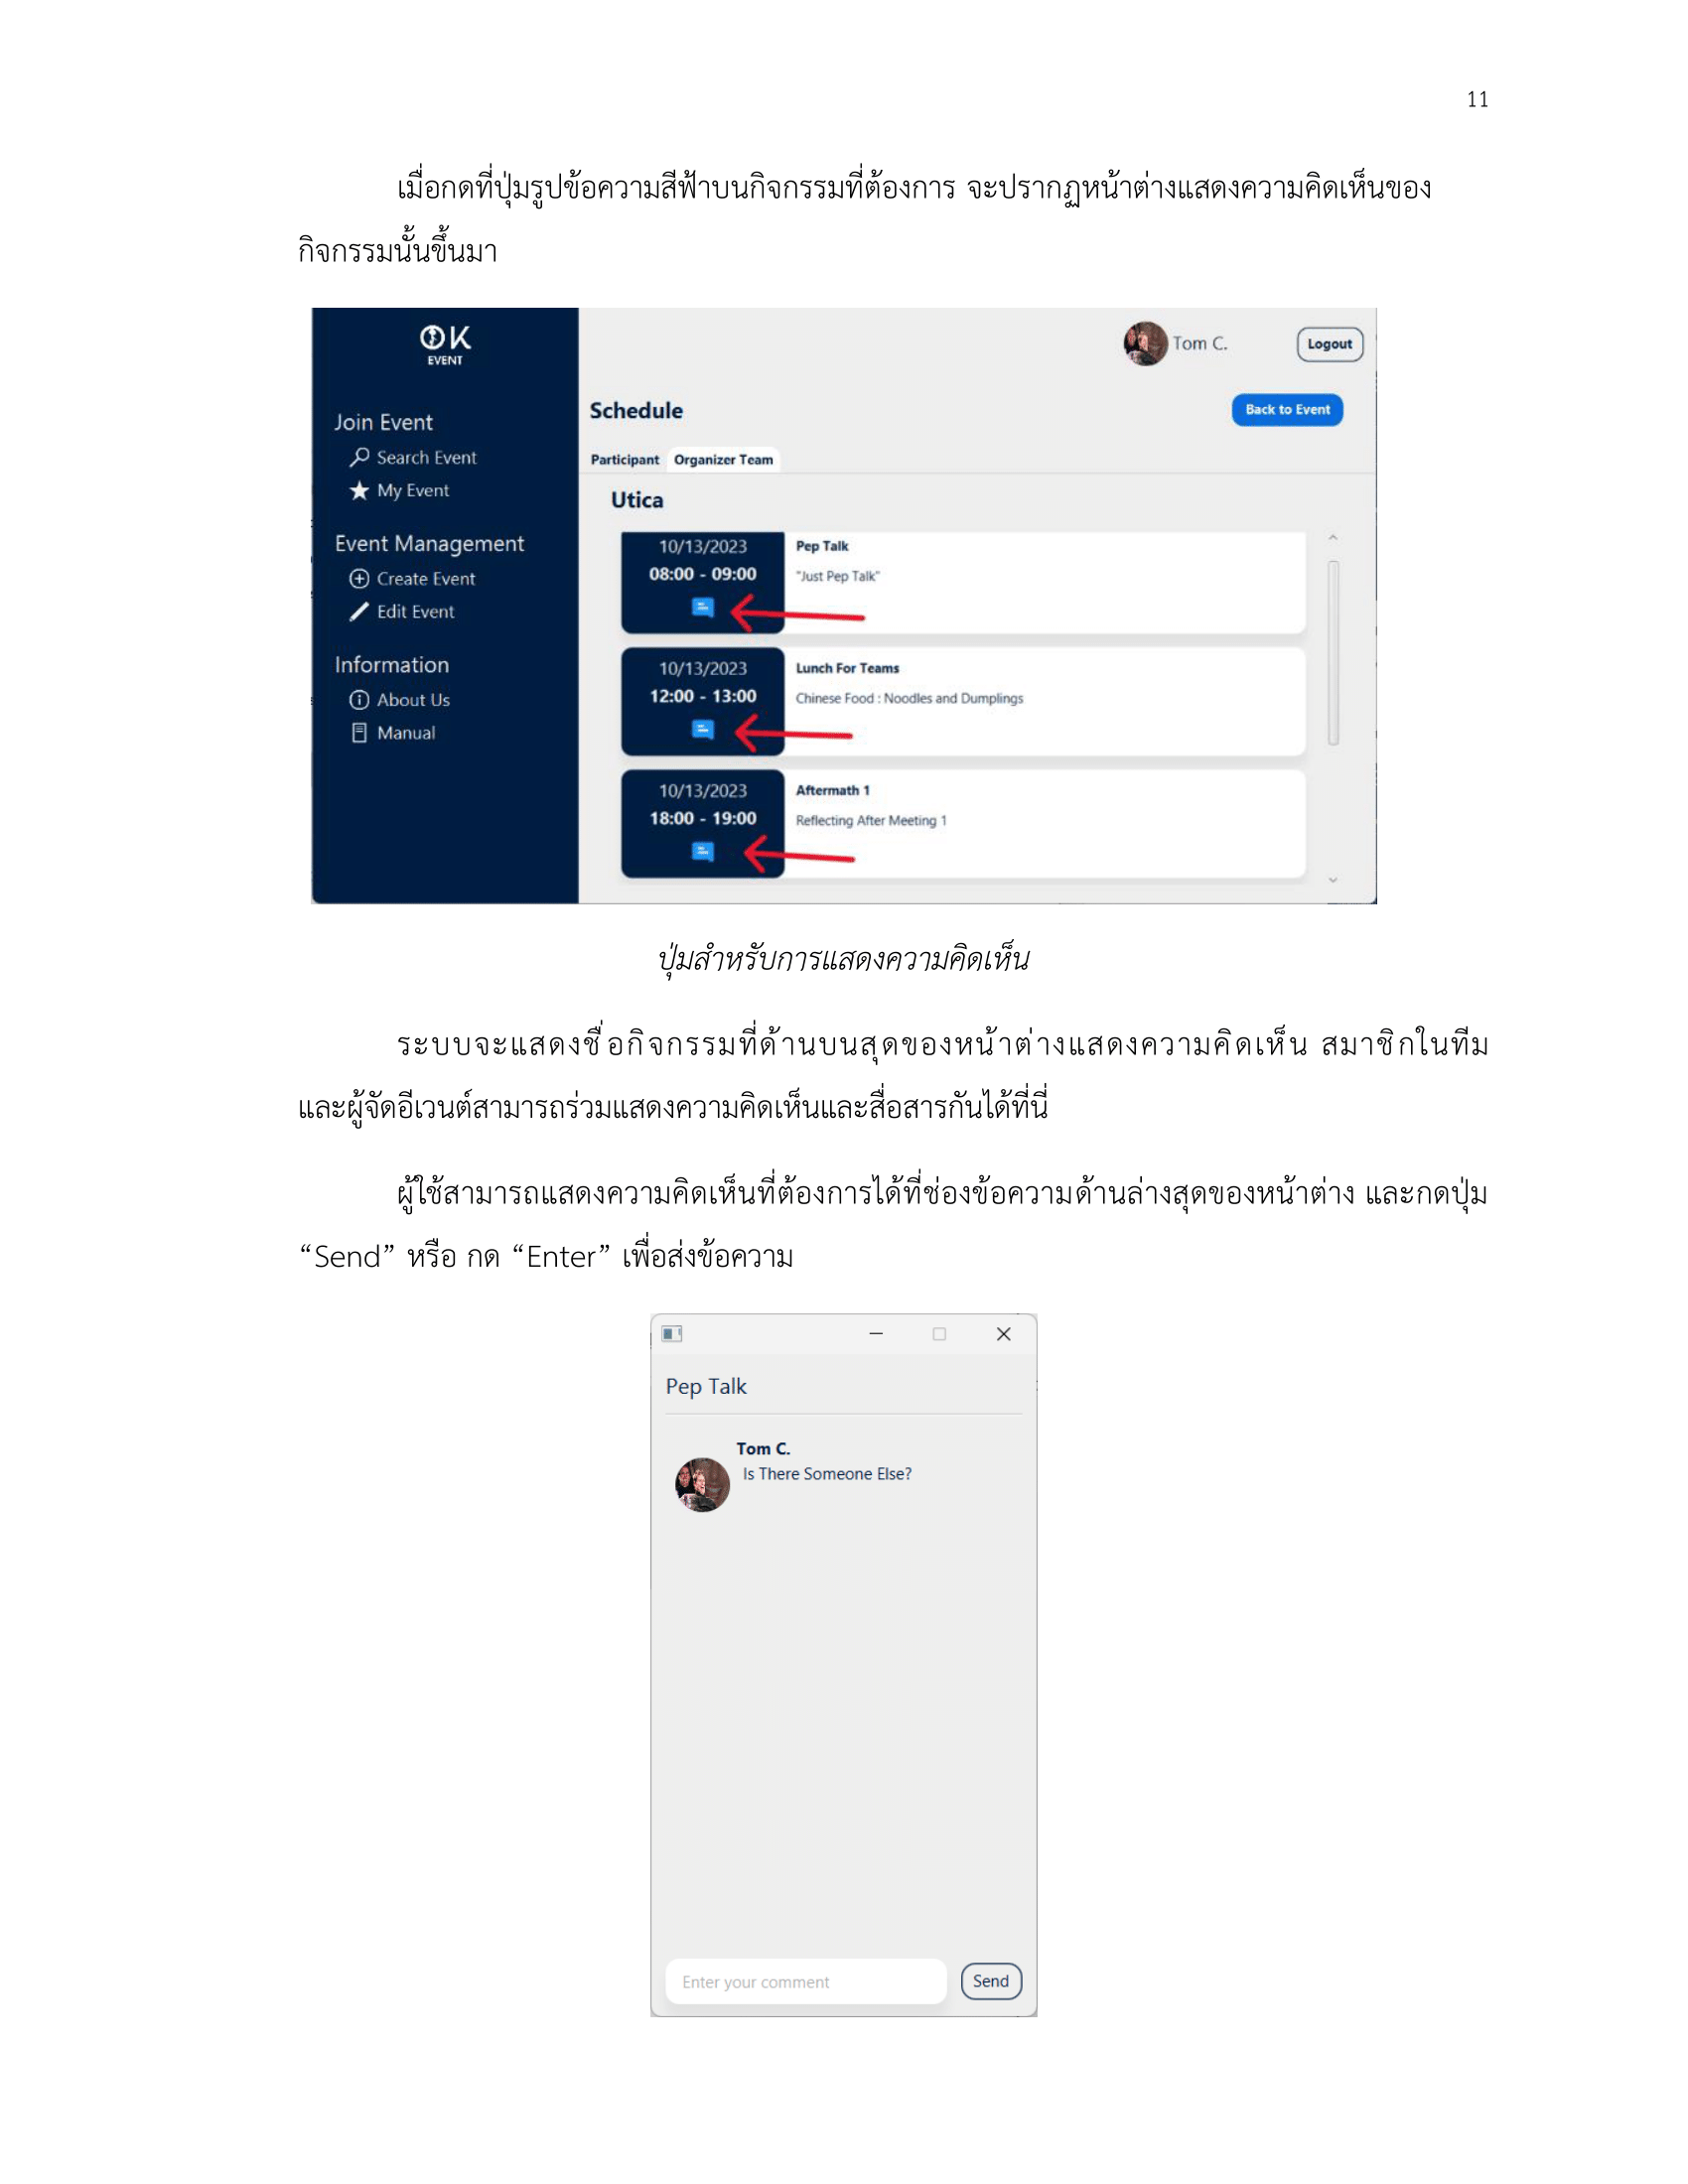 11
เมื่อกดที่ปุ่มรูปข้อความสีฟ้าบนกิจกรรมที่ต้องการ จะปรากฏหน้าต่างแสดงความคิดเห็นของ
กิจกรรมนั้นขึ้นมา
OK
EVENT
Tom C.
Logout
Join Event
Search Event
My Event
Event Management
Create Event
Edit Event
Information
About Us
Manual
Schedule
Back to Event
Participant
Organizer Team
Utica
10/13/2023
08:00 - 09:00
Pep Talk
"Just Pep Talk"
10/13/2023
12:00 - 13:00
Lunch For Teams
Chinese Food : Noodles and Dumplings
10/13/2023
18:00 - 19:00
Aftermath 1
Reflecting After Meeting 1
ปุ่มสำหรับการแสดงความคิดเห็น
ระบบจะแสดงชื่อกิจกรรมที่ด้านบนสุดของหน้าต่างแสดงความคิดเห็น สมาชิกในทีม
และผู้จัดอีเวนต์สามารถร่วมแสดงความคิดเห็นและสื่อสารกันได้ที่นี่
ผู้ใช้สามารถแสดงความคิดเห็นที่ต้องการได้ที่ช่องข้อความด้านล่างสุดของหน้าต่าง และกดปุ่ม
“Send” หรือ กด “Enter” เพื่อส่งข้อความ
Pep Talk
Tom C.
Is There Someone Else?
Enter your comment
Send